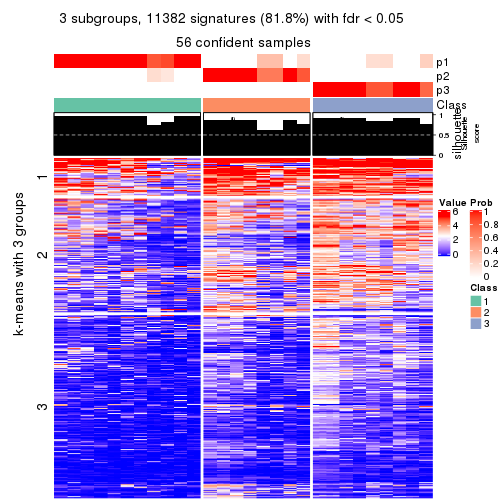 3 subgroups, 11382 signatures (81.8%) with fdr < 0.05
56 confident samples
p1
p2
p3
Class
1
0.5
0
silhouette
Silhouette
score
k-means with 3 groups
1
2
3
Value
6
4
2
0
Prob
1
0.8
0.6
0.4
0.2
0
Class
1
2
3